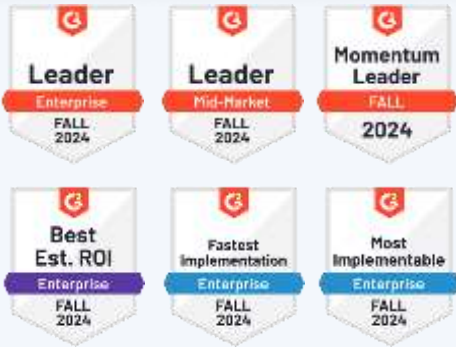 Leader
Enterprise
FALL
2024
Leader
Mid-Market
FALL
2024
Momentum
Leader
FALL
2024
Best
Est. ROI
Enterprise
FALL
2024
Fastest
Implementation
Enterprise
FALL
2024
Most
Implementable
Enterprise
FALL
2024